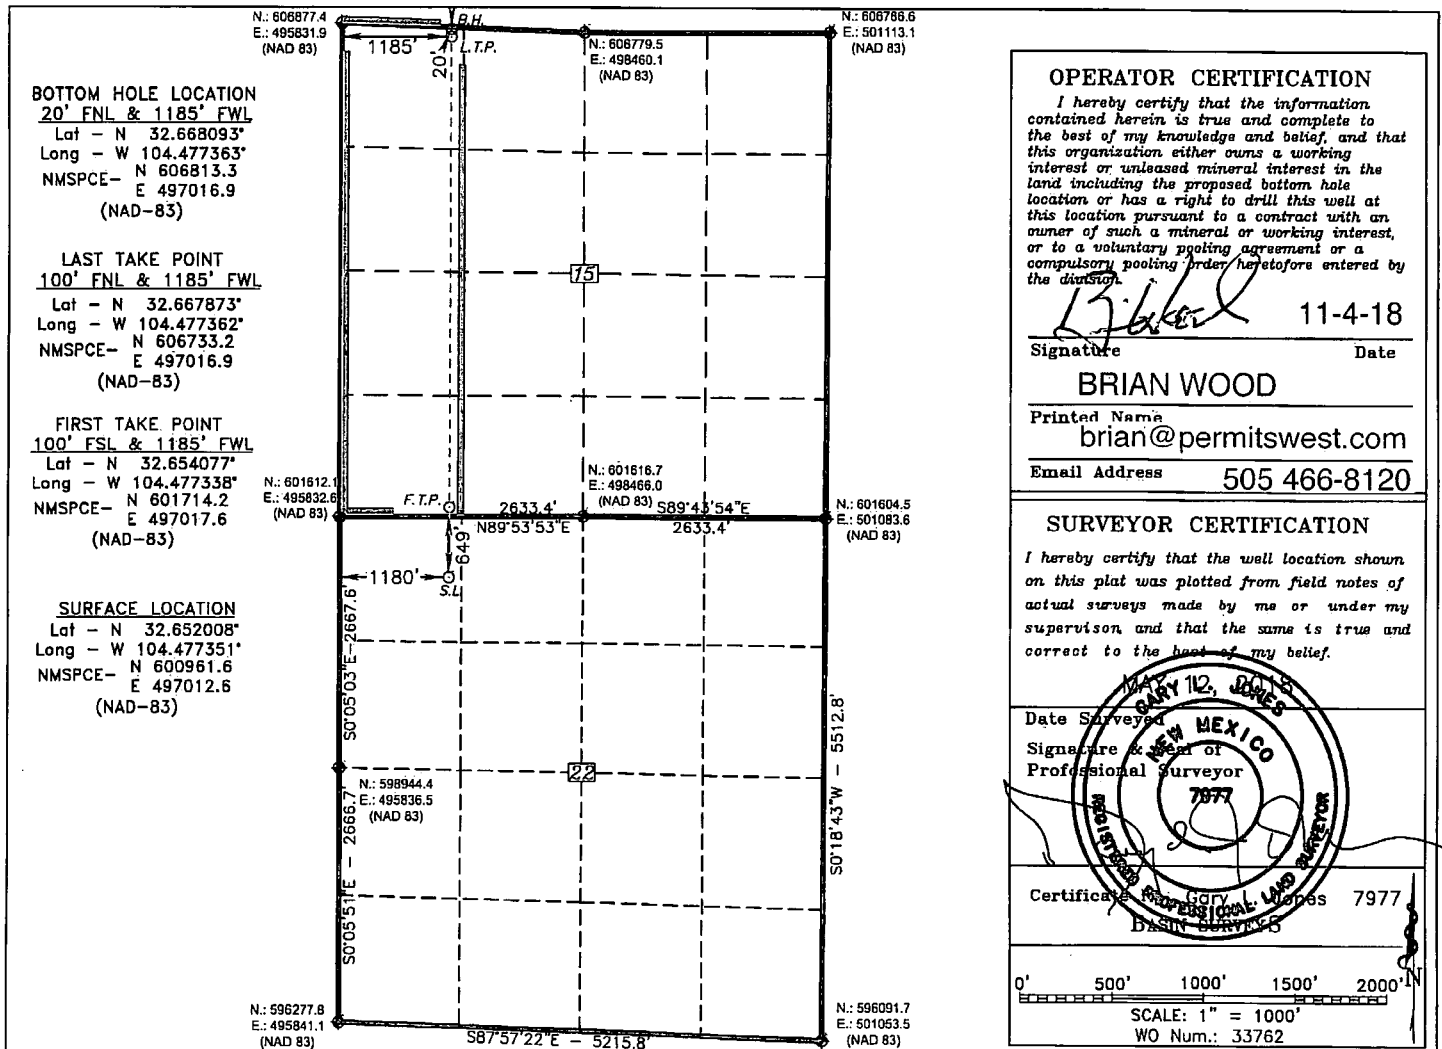 BOTTOM HOLE LOCATION
20' FNL & 1185' FWL
Lat - N 32.668093°
Long - W 104.477363°
NMSPCE- N 606813.3
E 497016.9
(NAD-83)
LAST TAKE POINT
100' FNL & 1185' FWL
Lat - N 32.667873°
Long - W 104.477362°
NMSPCE- N 606733.2
E 497016.9
(NAD-83)
FIRST TAKE POINT
100' FSL & 1185' FWL
Lat - N 32.654077°
Long - W 104.477338°
NMSPCE- N 601714.2
E 497017.6
(NAD-83)
SURFACE LOCATION
Lat - N 32.652008°
Long - W 104.477351°
NMSPCE- N 600961.6
E 497012.6
(NAD-83)
N.: 606877.4
E.: 495831.9
(NAD 83)
B.H.
L.T.P.
1185'
20'
N.: 606779.5
E.: 498460.1
(NAD 83)
N.: 606766.6
E.: 501113.1
(NAD 83)
15
N.: 601612.1
E.: 495832.6
(NAD 83)
F.T.P.
N.: 601616.7
E.: 498466.0
(NAD 83)
2633.4'
N89°53'53"E
S89°43'54"E
2633.4'
N.: 601604.5
E.: 501083.6
(NAD 83)
649'
1180'
S.L.
S0°05'03"E-2667.6'
22
N.: 598944.4
E.: 495836.5
(NAD 83)
S0°05'51"E - 2666.7'
S0°18'43"W - 5512.8'
N.: 596277.8
E.: 495841.1
(NAD 83)
S87°57'22"E - 5215.8'
N.: 596091.7
E.: 501053.5
(NAD 83)
OPERATOR CERTIFICATION
I hereby certify that the information
contained herein is true and complete to
the best of my knowledge and belief, and that
this organization either owns a working
interest or unleased mineral interest in the
land including the proposed bottom hole
location or has a right to drill this well at
this location pursuant to a contract with an
owner of such a mineral or working interest,
or to a voluntary pooling agreement or a
compulsory pooling order heretofore entered by
the division.
11-4-18
Signature Date
BRIAN WOOD
Printed Name
brian@permitswest.com
Email Address 505 466-8120
SURVEYOR CERTIFICATION
I hereby certify that the well location shown
on this plat was plotted from field notes of
actual surveys made by me or under my
supervison, and that the same is true and
correct to the best of my belief.
12, 2018
Date Surveyed
Signature & Seal of
Professional Surveyor
GARY L. JONES
NEW MEXICO
7977
REGISTERED PROFESSIONAL LAND SURVEYOR
Certificate No. Gary L. Jones 7977
BASIN SURVEYS
0' 500' 1000' 1500' 2000'
N
SCALE: 1" = 1000'
WO Num.: 33762